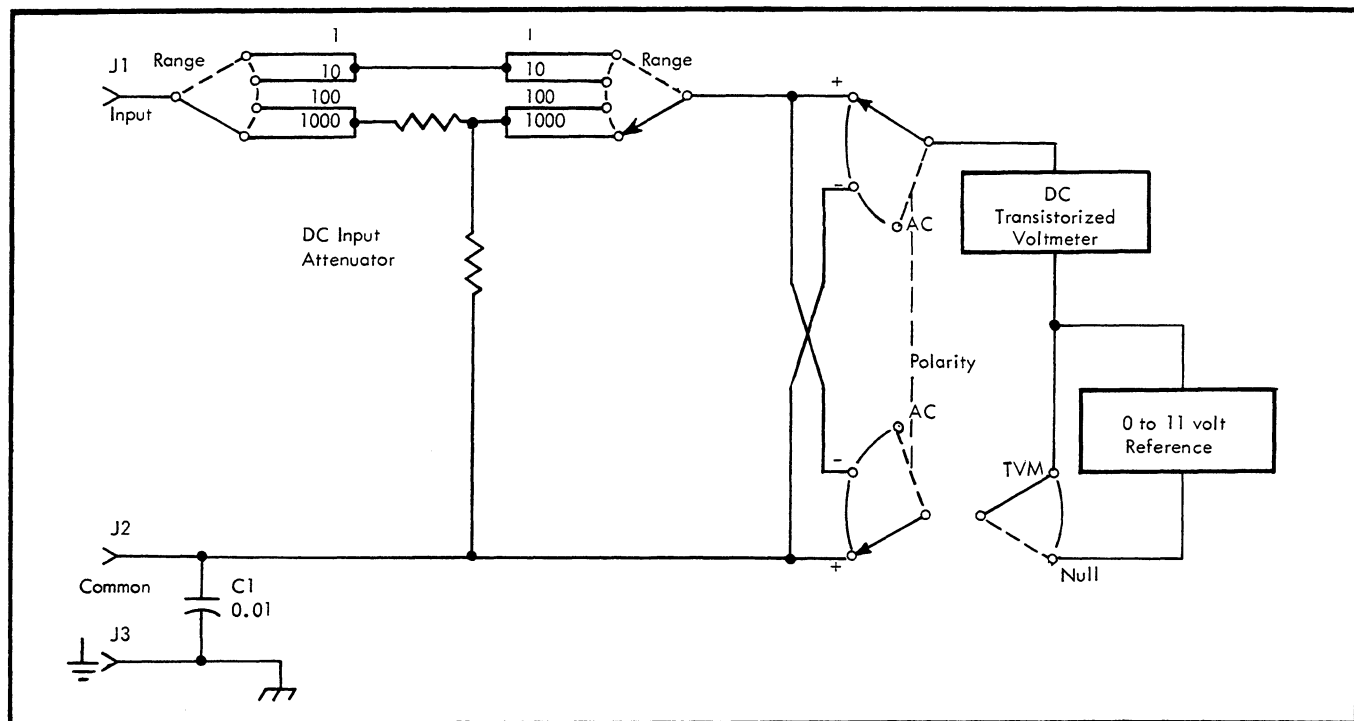 1
1
J1
Range
10
10
Range
100
100
Input
1000
1000
+
-
AC
DC
Transistorized
Voltmeter
DC Input
Attenuator
Polarity
AC
0 to 11 volt
Reference
-
TVM
J2
+
Null
Common
C1
0.01
J3